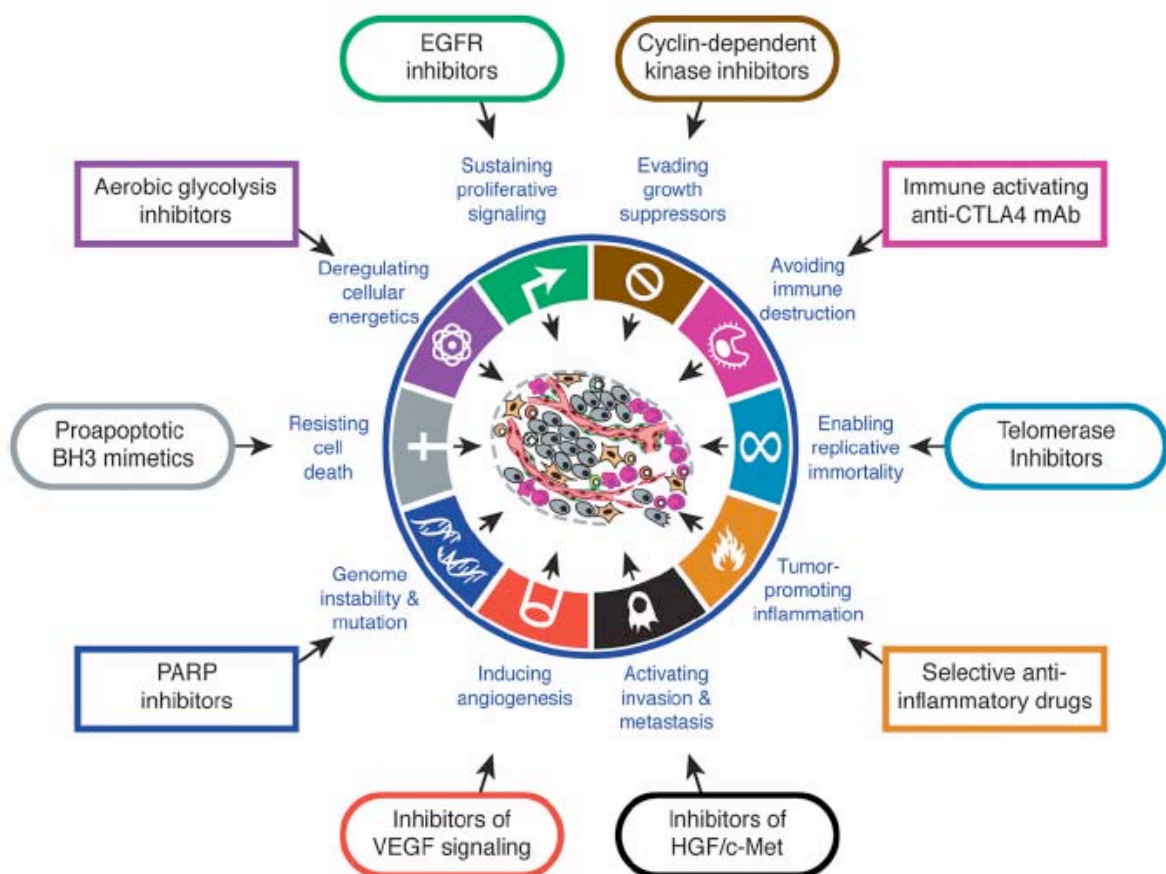 EGFR
inhibitors
Cyclin-dependent
kinase inhibitors
Sustaining
proliferative
signaling
Evading
growth
suppressors
Aerobic glycolysis
inhibitors
Immune activating
anti-CTLA4 mAb
Deregulating
cellular
energetics
Avoiding
immune
destruction
Proapoptotic
BH3 mimetics
Resisting
cell
death
Enabling
replicative
immortality
Telomerase
Inhibitors
Genome
instability &
mutation
Tumor-
promoting
inflammation
PARP
inhibitors
Inducing
angiogenesis
Activating
invasion &
metastasis
Selective anti-
inflammatory drugs
Inhibitors of
VEGF signaling
Inhibitors of
HGF/c-Met